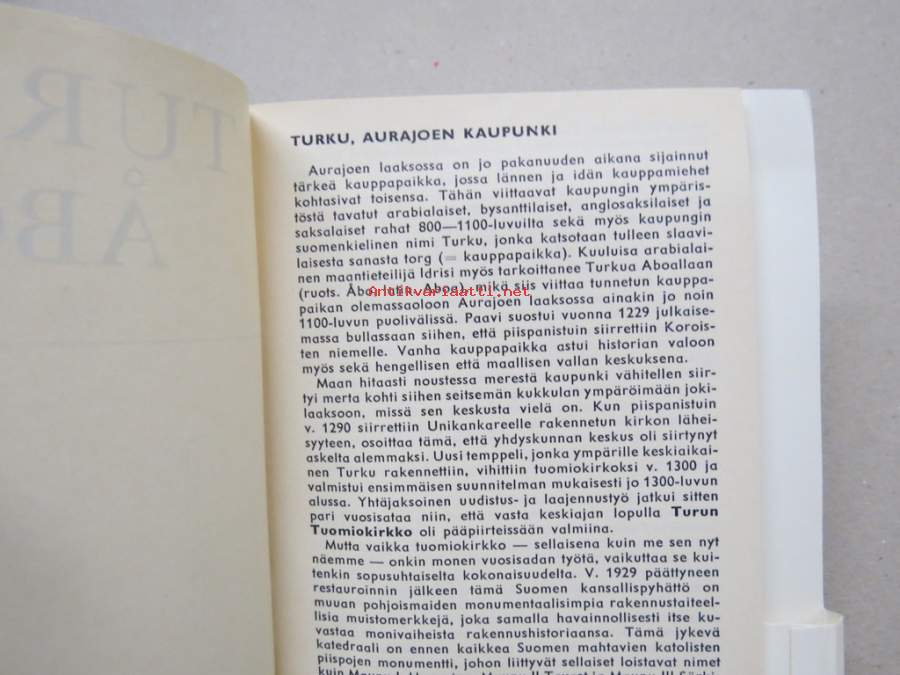 TUR
ÅBO
TURKU, AURAJOEN KAUPUNKI
Aurajoen laaksossa on jo pakanuuden aikana sijainnut
tärkeä kauppapaikka, jossa lännen ja idän kauppamiehet
kohtasivat toisensa. Tähän viittaavat kaupungin ympäris-
töstä tavatut arabialaiset, bysanttilaiset, anglosaksilaiset ja
saksalaiset rahat 800—1100-luvuilta sekä myös kaupungin
suomenkielinen nimi Turku, jonka katsotaan tulleen slaavi-
laisesta sanasta torg (= kauppapaikka). Kuuluisa arabialai-
nen maantieteilijä Idrisi myös tarkoittanee Turkua Aboallaan
(ruots. Åbo, latin. Aboa), mikä siis viittaa tunnetun kauppa-
Antikvariaatti.net
paikan olemassaoloon Aurajoen laaksossa ainakin jo noin
1100-luvun puolivälissä. Paavi suostui vuonna 1229 julkaise-
massa bullassaan siihen, että piispanistuin siirrettiin Korois-
ten niemelle. Vanha kauppapaikka astui historian valoon
myös sekä hengellisen että maallisen vallan keskuksena.
Maan hitaasti noustessa merestä kaupunki vähitellen siir-
tyi merta kohti siihen seitsemän kukkulan ympäröimään joki-
laaksoon, missä sen keskusta vielä on. Kun piispanistuin
v. 1290 siirrettiin Unikankareelle rakennetun kirkon lähei-
syyteen, osoittaa tämä, että yhdyskunnan keskus oli siirtynyt
askelta alemmaksi. Uusi temppeli, jonka ympärille keskiaikai-
nen Turku rakennettiin, vihittiin tuomiokirkoksi v. 1300 ja
valmistui ensimmäisen suunnitelman mukaisesti jo 1300-luvun
alussa. Yhtäjaksoinen uudistus- ja laajennustyö jatkui sitten
pari vuosisataa niin, että vasta keskiajan lopulla Turun
Tuomiokirkko oli pääpiirteissään valmiina.
Mutta vaikka tuomiokirkko — sellaisena kuin me sen nyt
näemme — onkin monen vuosisadan työtä, vaikuttaa se kui-
tenkin sopusuhtaiselta kokonaisuudelta. V. 1929 päättyneen
restauroinnin jälkeen tämä Suomen kansallispyhättö on
muuan pohjoismaiden monumentaalisimpia rakennustaiteel-
lisia muistomerkkejä, joka samalla havainnollisesti itse ku-
vastaa monivaiheista rakennushistoriaansa. Tämä jykevä
katedraali on ennen kaikkea Suomen mahtavien katolisten
piispojen monumentti, johon liittyvät sellaiset loistavat nimet